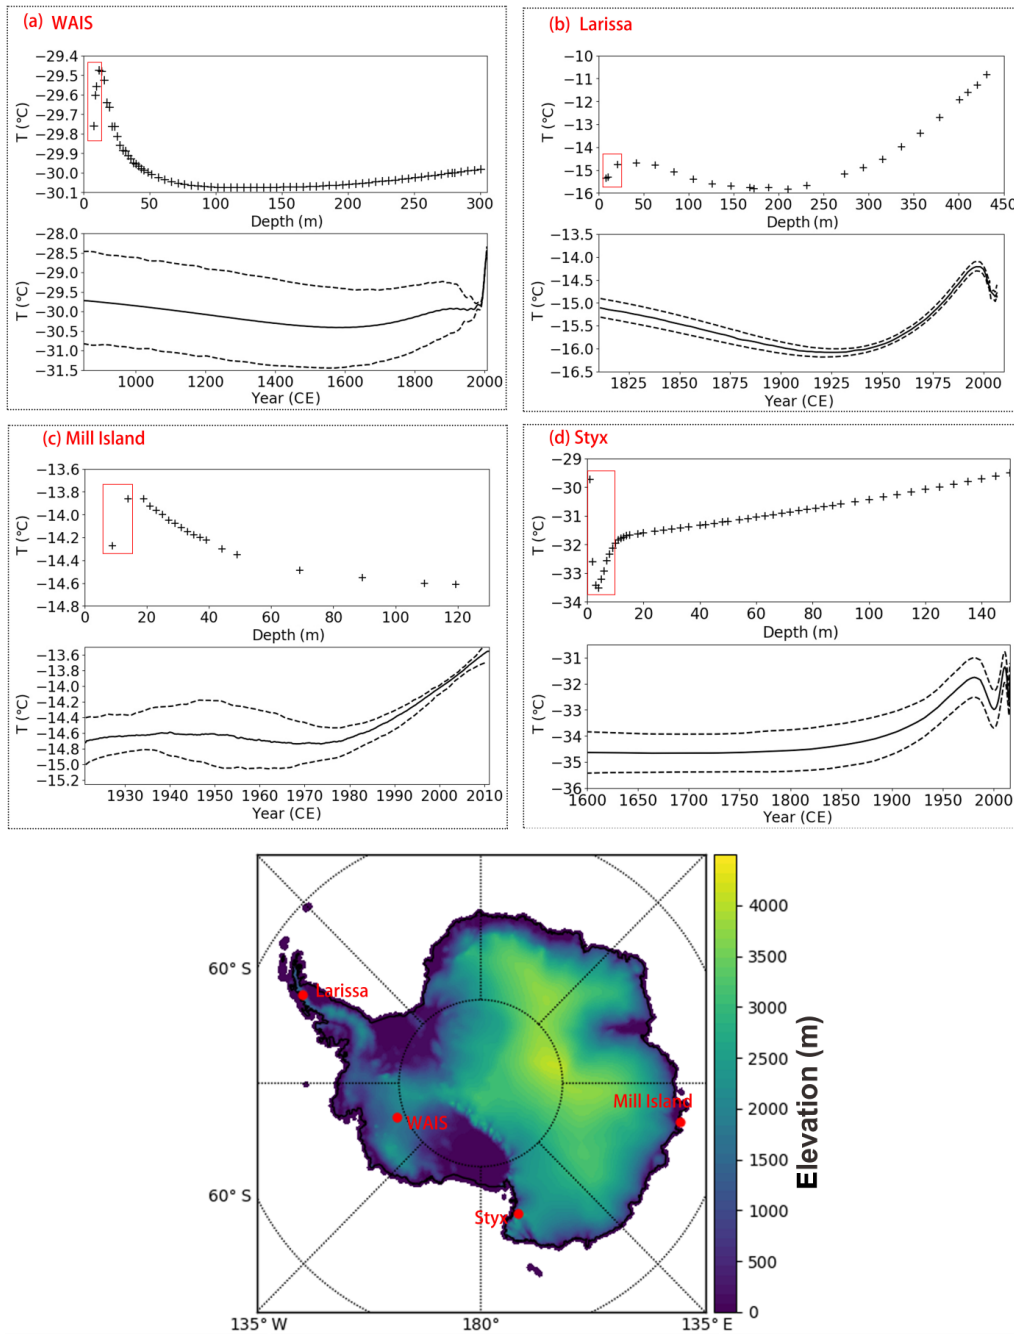 (a) WAIS
−29.4
−29.5
−29.6
−29.7
−29.8
−29.9
−30.0
−30.1
T (°C)
0 50 100 150 200 250 300
Depth (m)
−28.0
−28.5
−29.0
−29.5
−30.0
−30.5
−31.0
−31.5
T (°C)
1000 1200 1400 1600 1800 2000
Year (CE)
(b) Larissa
−10
−11
−12
−13
−14
−15
−16
T (°C)
0 50 100 150 200 250 300 350 400 450
Depth (m)
−13.5
−14.0
−14.5
−15.0
−15.5
−16.0
−16.5
T (°C)
1825 1850 1875 1900 1925 1950 1975 2000
Year (CE)
(c) Mill Island
−13.6
−13.8
−14.0
−14.2
−14.4
−14.6
−14.8
T (°C)
0 20 40 60 80 100 120
Depth (m)
−13.6
−14.0
−14.4
−14.8
−15.2
T (°C)
1930 1940 1950 1960 1970 1980 1990 2000 2010
Year (CE)
(d) Styx
−29
−30
−31
−32
−33
−34
T (°C)
0 20 40 60 80 100 120 140
Depth (m)
−31
−32
−33
−34
−35
−36
T (°C)
1600 1650 1700 1750 1800 1850 1900 1950 2000
Year (CE)
60° S
60° S
Larissa
WAIS
Mill Island
Styx
135° W 180° 135° E
4000
3500
3000
2500
2000
1500
1000
500
0
Elevation (m)